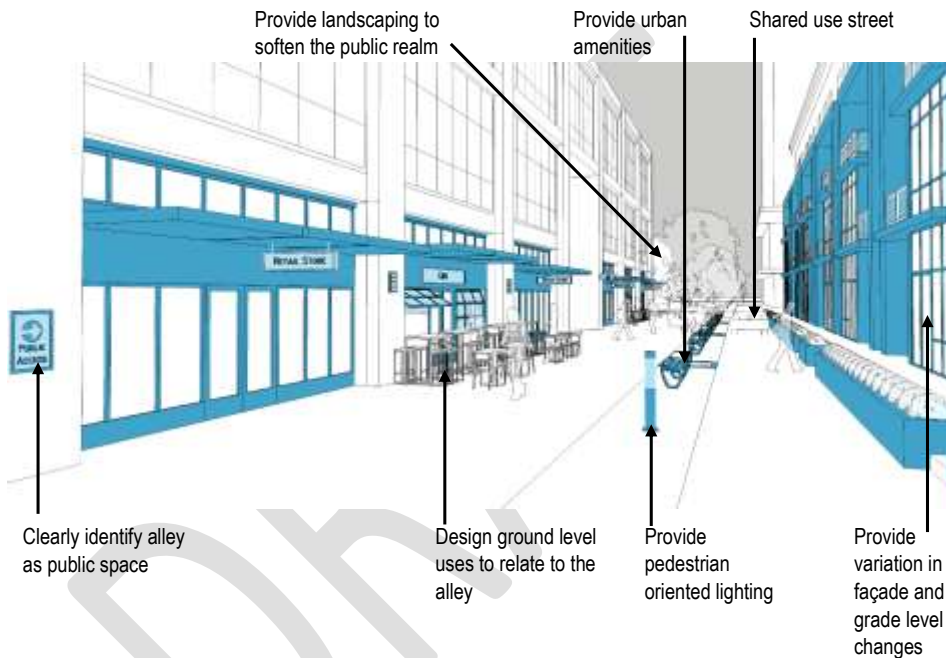 Provide landscaping to
soften the public realm
Provide urban
amenities
Shared use street
RETAIL STORE
PUBLIC
ACCESS
Clearly identify alley
as public space
Design ground level
uses to relate to the
alley
Provide
pedestrian
oriented lighting
Provide
variation in
façade and
grade level
changes